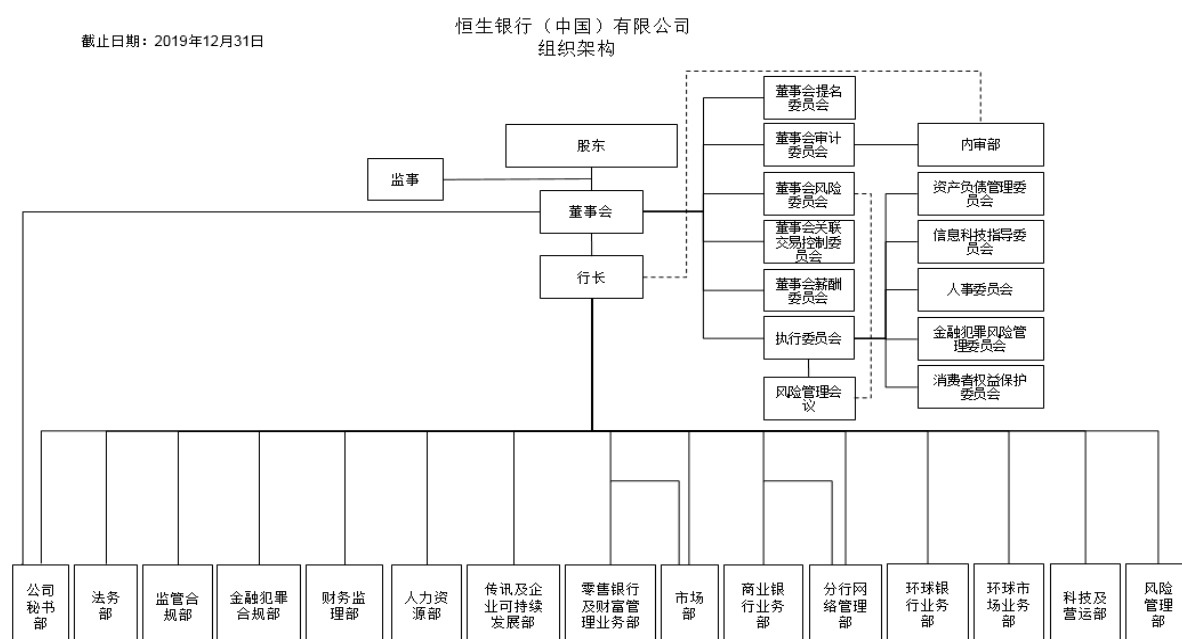 恒生银行（中国）有限公司
组织架构
截止日期：2019年12月31日
董事会提名
委员会
董事会审计
委员会
内审部
股东
监事
董事会风险
委员会
资产负债管理委
员会
董事会
董事会关联
交易控制委
员会
信息科技指导委
员会
行长
董事会薪酬
委员会
人事委员会
执行委员会
金融犯罪风险管
理委员会
风险管理会
议
消费者权益保护
委员会
公司
秘书部
法务
部
监管合
规部
金融犯罪
合规部
财务监
理部
人力资
源部
传讯及企
业可持续
发展部
零售银行
及财富管
理业务部
市场
部
商业银
行业务
部
分行网
络管理
部
环球银
行业务
部
环球市
场业务
部
科技及
营运部
风险
管理部